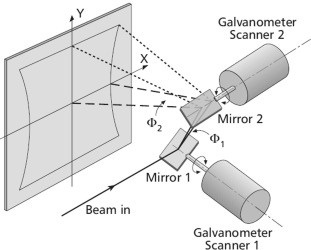 Galvanometer
Scanner 2
Y
X
Φ2
Mirror 2
Φ1
Mirror 1
Beam in
Galvanometer
Scanner 1